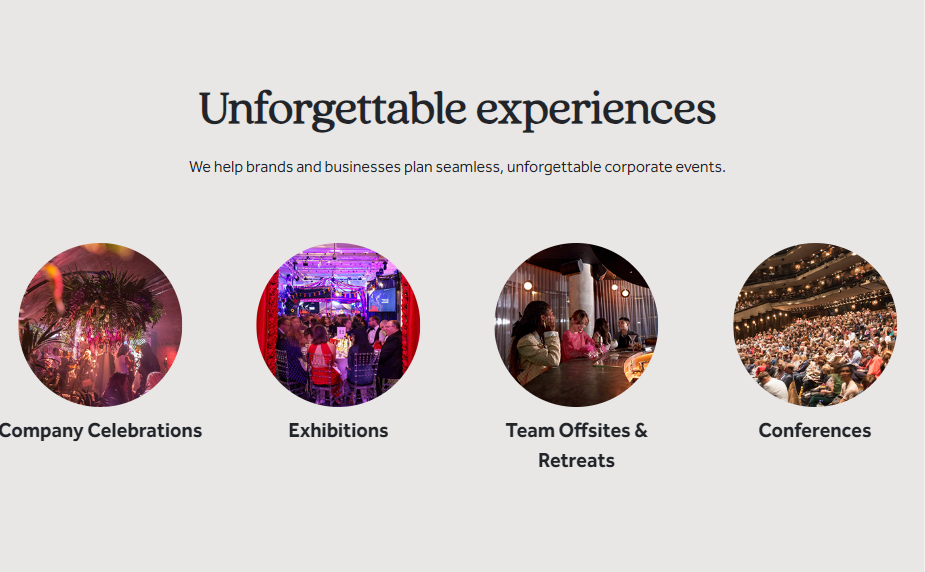 Unforgettable experiences
We help brands and businesses plan seamless, unforgettable corporate events.
Company Celebrations
Exhibitions
Team Offsites &
Retreats
Conferences